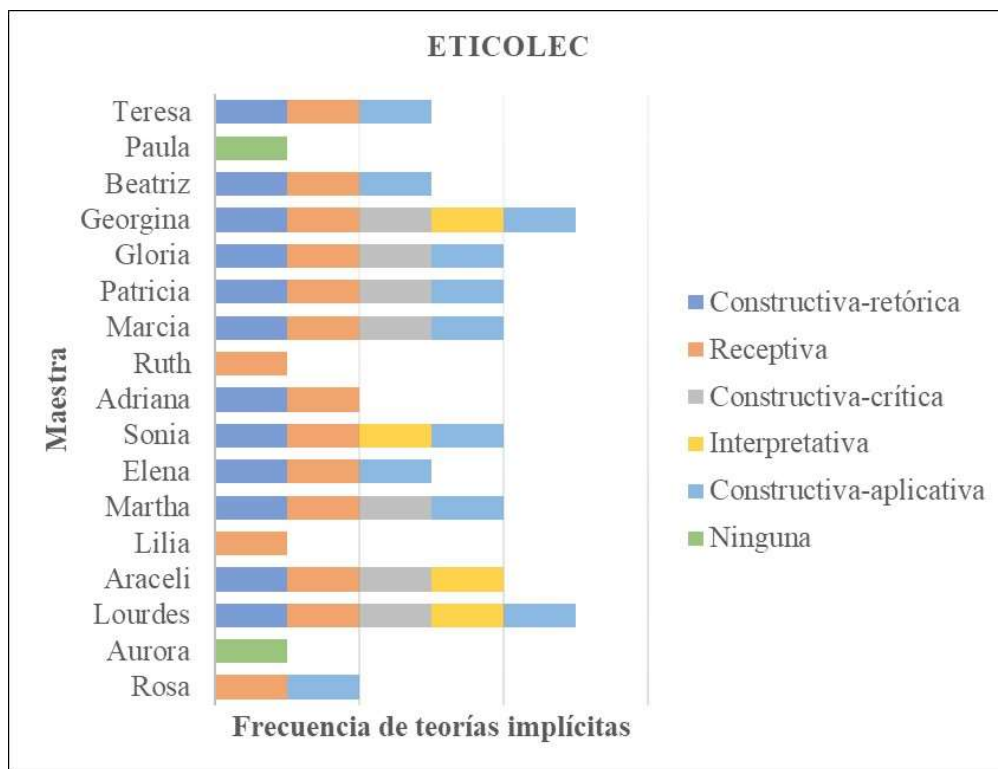 ETICOLEC
Teresa
Paula
Beatriz
Georgina
Gloria
Patricia
Marcia
Ruth
Adriana
Sonia
Elena
Martha
Lilia
Araceli
Lourdes
Aurora
Rosa
Maestra
Frecuencia de teorías implícitas
Constructiva-retórica
Receptiva
Constructiva-crítica
Interpretativa
Constructiva-aplicativa
Ninguna